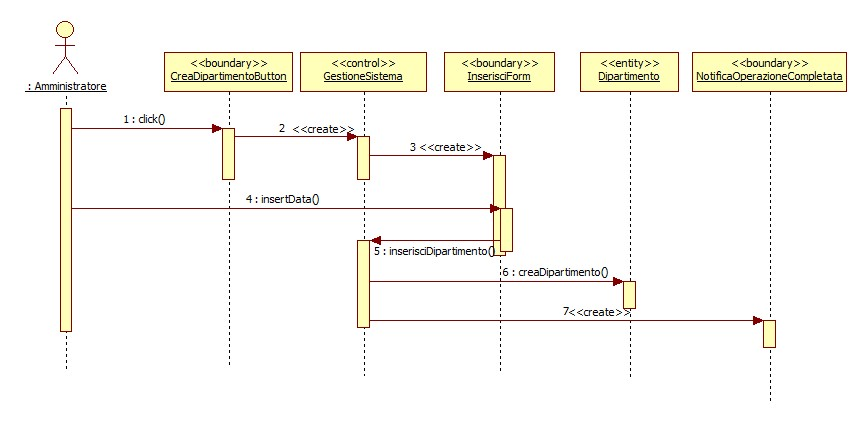 <<boundary>>
CreaDipartimentoButton
<<control>>
GestioneSistema
<<boundary>>
InserisciForm
<<entity>>
Dipartimento
<<boundary>>
NotificaOperazioneCompletata
: Amministratore
1 : click()
2 <<create>>
3 <<create>>
4 : insertData()
5 : inserisciDipartimento()
6 : creaDipartimento()
7<<create>>